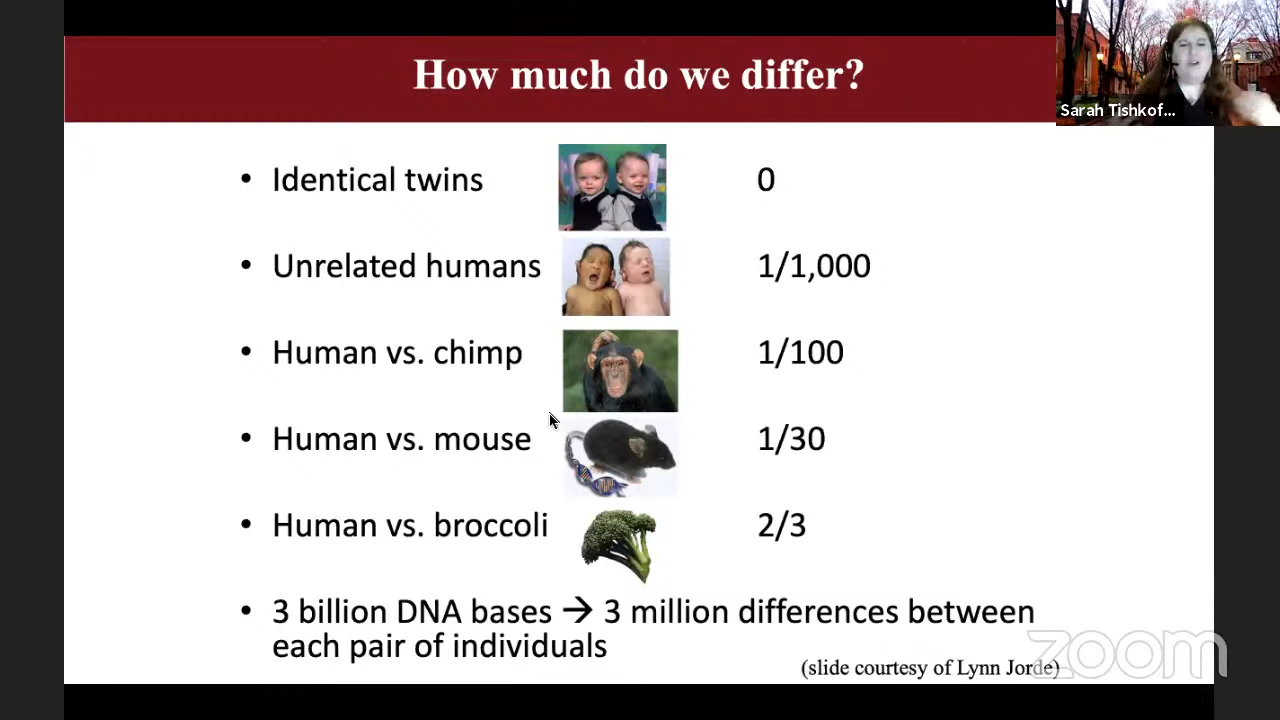 How much do we differ?
Sarah Tishkof...
• Identical twins 0
• Unrelated humans 1/1,000
• Human vs. chimp 1/100
• Human vs. mouse 1/30
• Human vs. broccoli 2/3
• 3 billion DNA bases → 3 million differences between
each pair of individuals
(slide courtesy of Lynn Jorde)
zoom